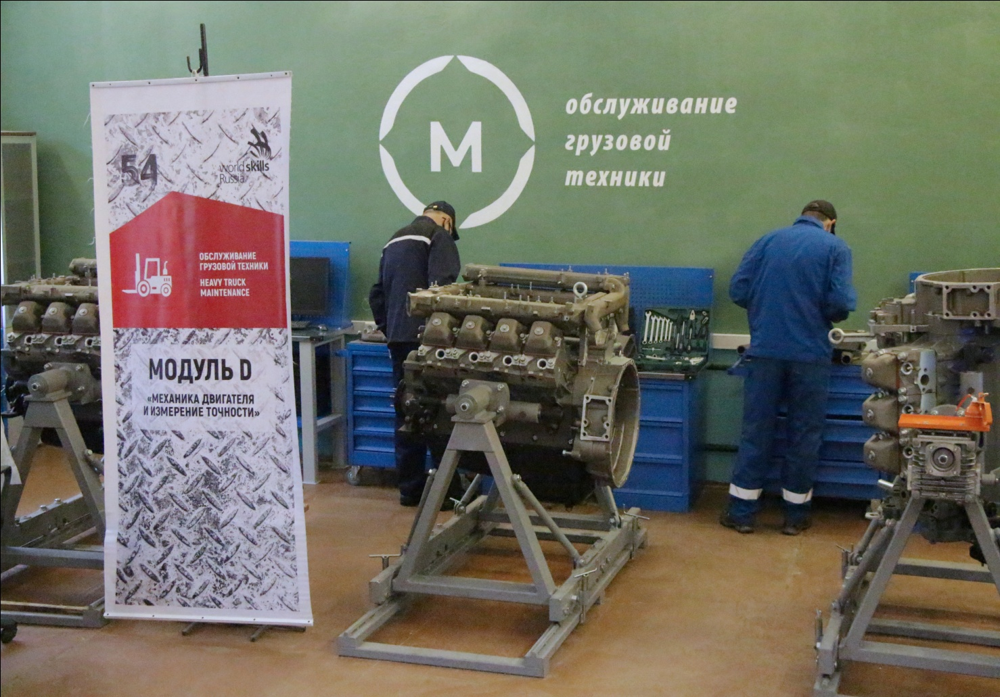 М
обслуживание
грузовой
техники
54
world skills
Russia
ОБСЛУЖИВАНИЕ
ГРУЗОВОЙ ТЕХНИКИ
HEAVY TRUCK
MAINTENANCE
МОДУЛЬ D
«МЕХАНИКА ДВИГАТЕЛЯ
И ИЗМЕРЕНИЕ ТОЧНОСТИ»